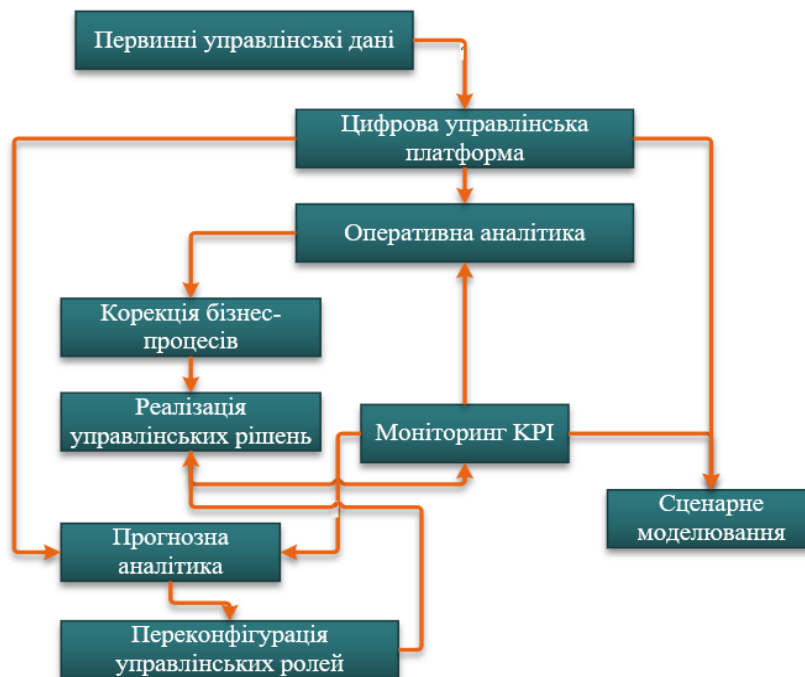 Первинні управлінські дані
Цифрова управлінська
платформа
Оперативна аналітика
Корекція бізнес-
процесів
Реалізація
управлінських рішень
Моніторинг KPI
Сценарне
моделювання
Прогнозна
аналітика
Переконфігурація
управлінських ролей